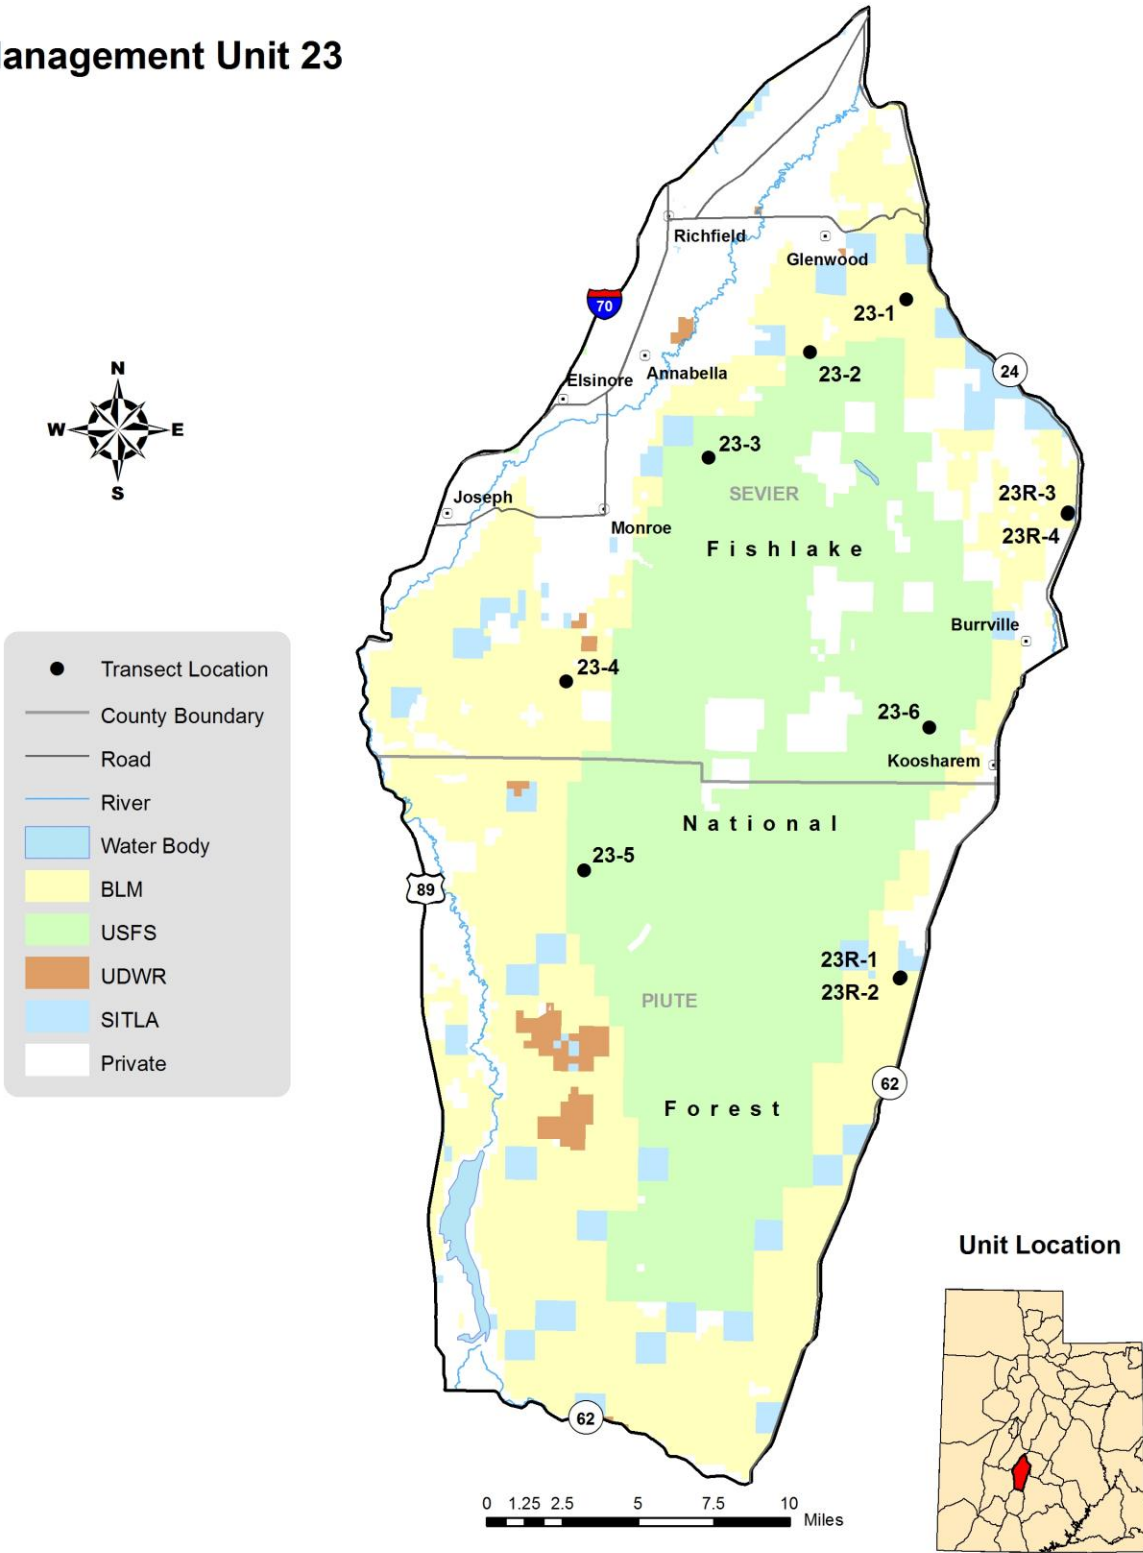 anagement Unit 23
Richfield
Glenwood
70
23-1
Annabella
24
Elsinore
23-2
23-3
Joseph
SEVIER
23R-3
Monroe
23R-4
Fishlake
N
W E
S
Burrville
Transect Location
23-4
County Boundary
23-6
Road
Koosharem
River
National
Water Body
23-5
89
BLM
USFS
23R-1
UDWR
23R-2
PIUTE
SITLA
Private
62
Forest
Unit Location
62
0 1.25 2.5 5 7.5 10
Miles